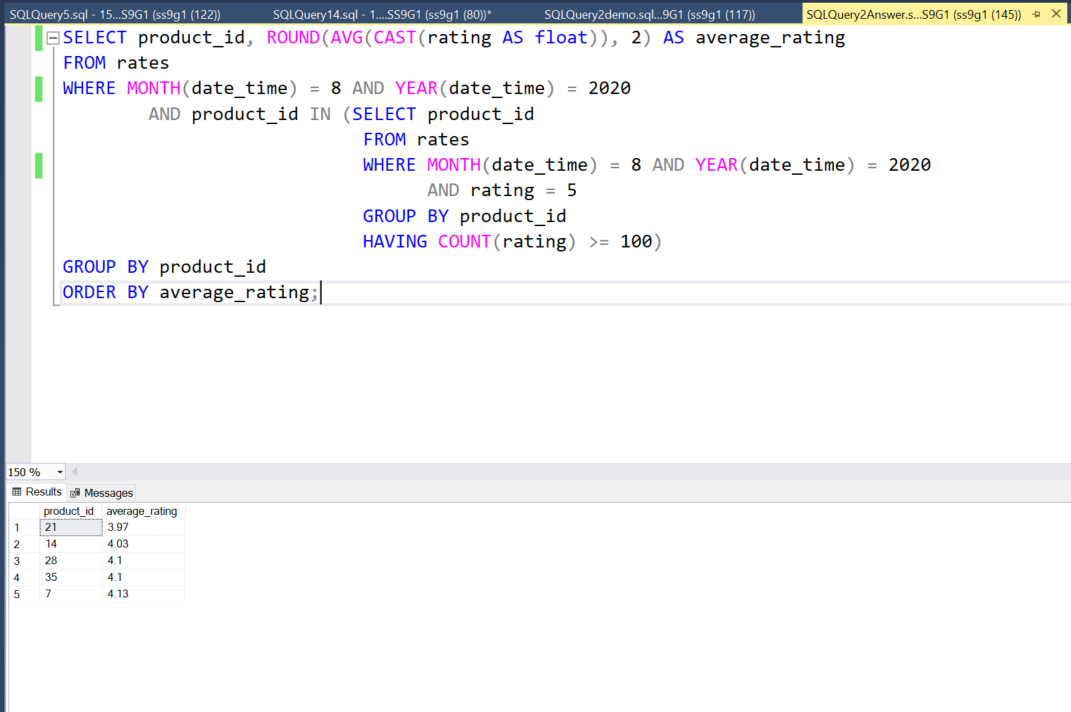 SQLQuery5.sql - 15...S9G1 (ss9g1 (122)) SQLQuery14.sql - 1....SS9G1 (ss9g1 (80))* SQLQuery2demo.sql...9G1 (ss9g1 (117)) SQLQuery2Answer.s...S9G1 (ss9g1 (145))
SELECT product_id, ROUND(AVG(CAST(rating AS float)), 2) AS average_rating
FROM rates
WHERE MONTH(date_time) = 8 AND YEAR(date_time) = 2020
AND product_id IN (SELECT product_id
FROM rates
WHERE MONTH(date_time) = 8 AND YEAR(date_time) = 2020
AND rating = 5
GROUP BY product_id
HAVING COUNT(rating) >= 100)
GROUP BY product_id
ORDER BY average_rating;
150 %
Results Messages
product_id average_rating
1 21 3.97
2 14 4.03
3 28 4.1
4 35 4.1
5 7 4.13